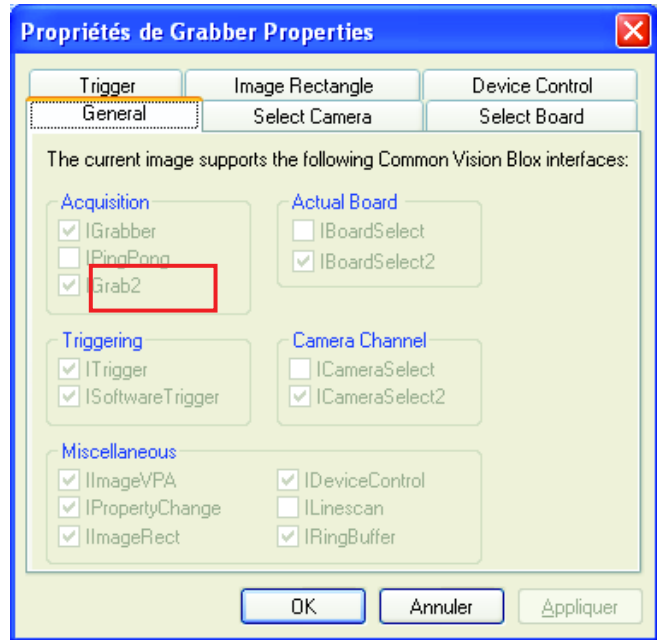 Propriétés de Grabber Properties
Trigger
Image Rectangle
Device Control
General
Select Camera
Select Board
The current image supports the following Common Vision Blox interfaces:
Acquisition
IGrabber
IPingPong
IGrab2
Actual Board
IBoardSelect
IBoardSelect2
Triggering
ITrigger
ISoftwareTrigger
Camera Channel
ICameraSelect
ICameraSelect2
Miscellaneous
IImageVPA
IPropertyChange
IImageRect
IDeviceControl
ILinescan
IRingBuffer
OK
Annuler
Appliquer